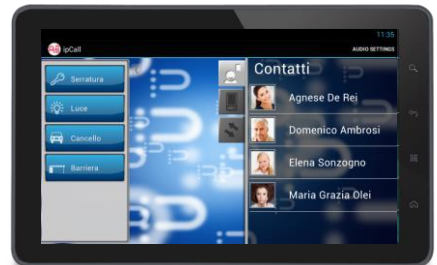 11:35
ipCall
AUDIO SETTINGS
Serratura
Luce
Cancello
Barriera
Contatti
Agnese De Rei
Domenico Ambrosi
Elena Sonzogno
Maria Grazia Olei